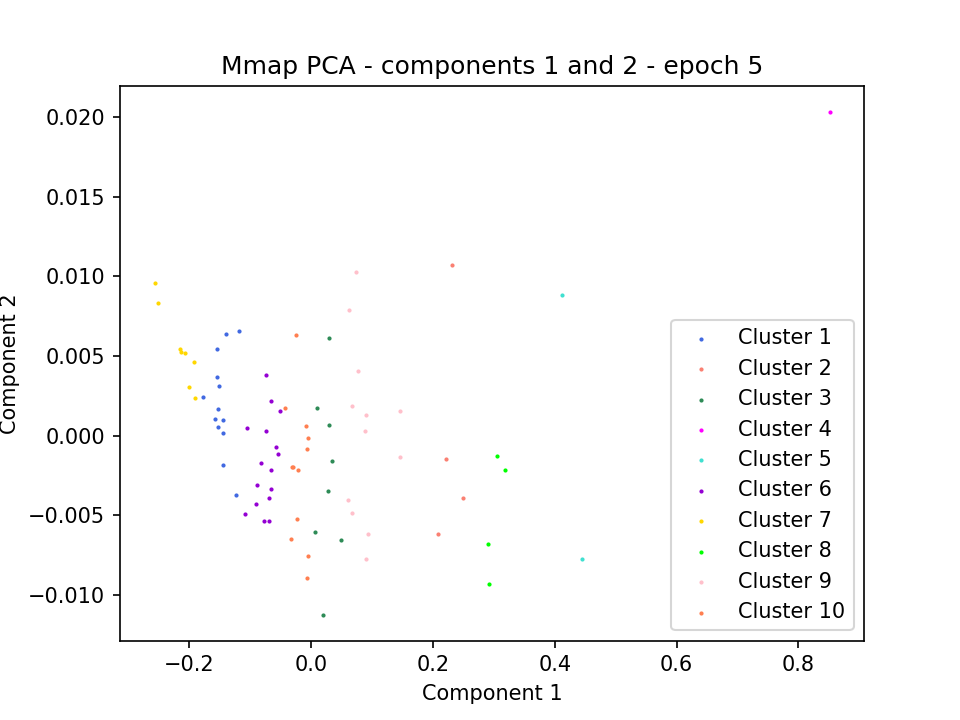 Mmap PCA - components 1 and 2 - epoch 5
0.020
0.015
0.010
0.005
0.000
−0.005
−0.010
Component 2
Cluster 1
Cluster 2
Cluster 3
Cluster 4
Cluster 5
Cluster 6
Cluster 7
Cluster 8
Cluster 9
Cluster 10
−0.2 0.0 0.2 0.4 0.6 0.8
Component 1